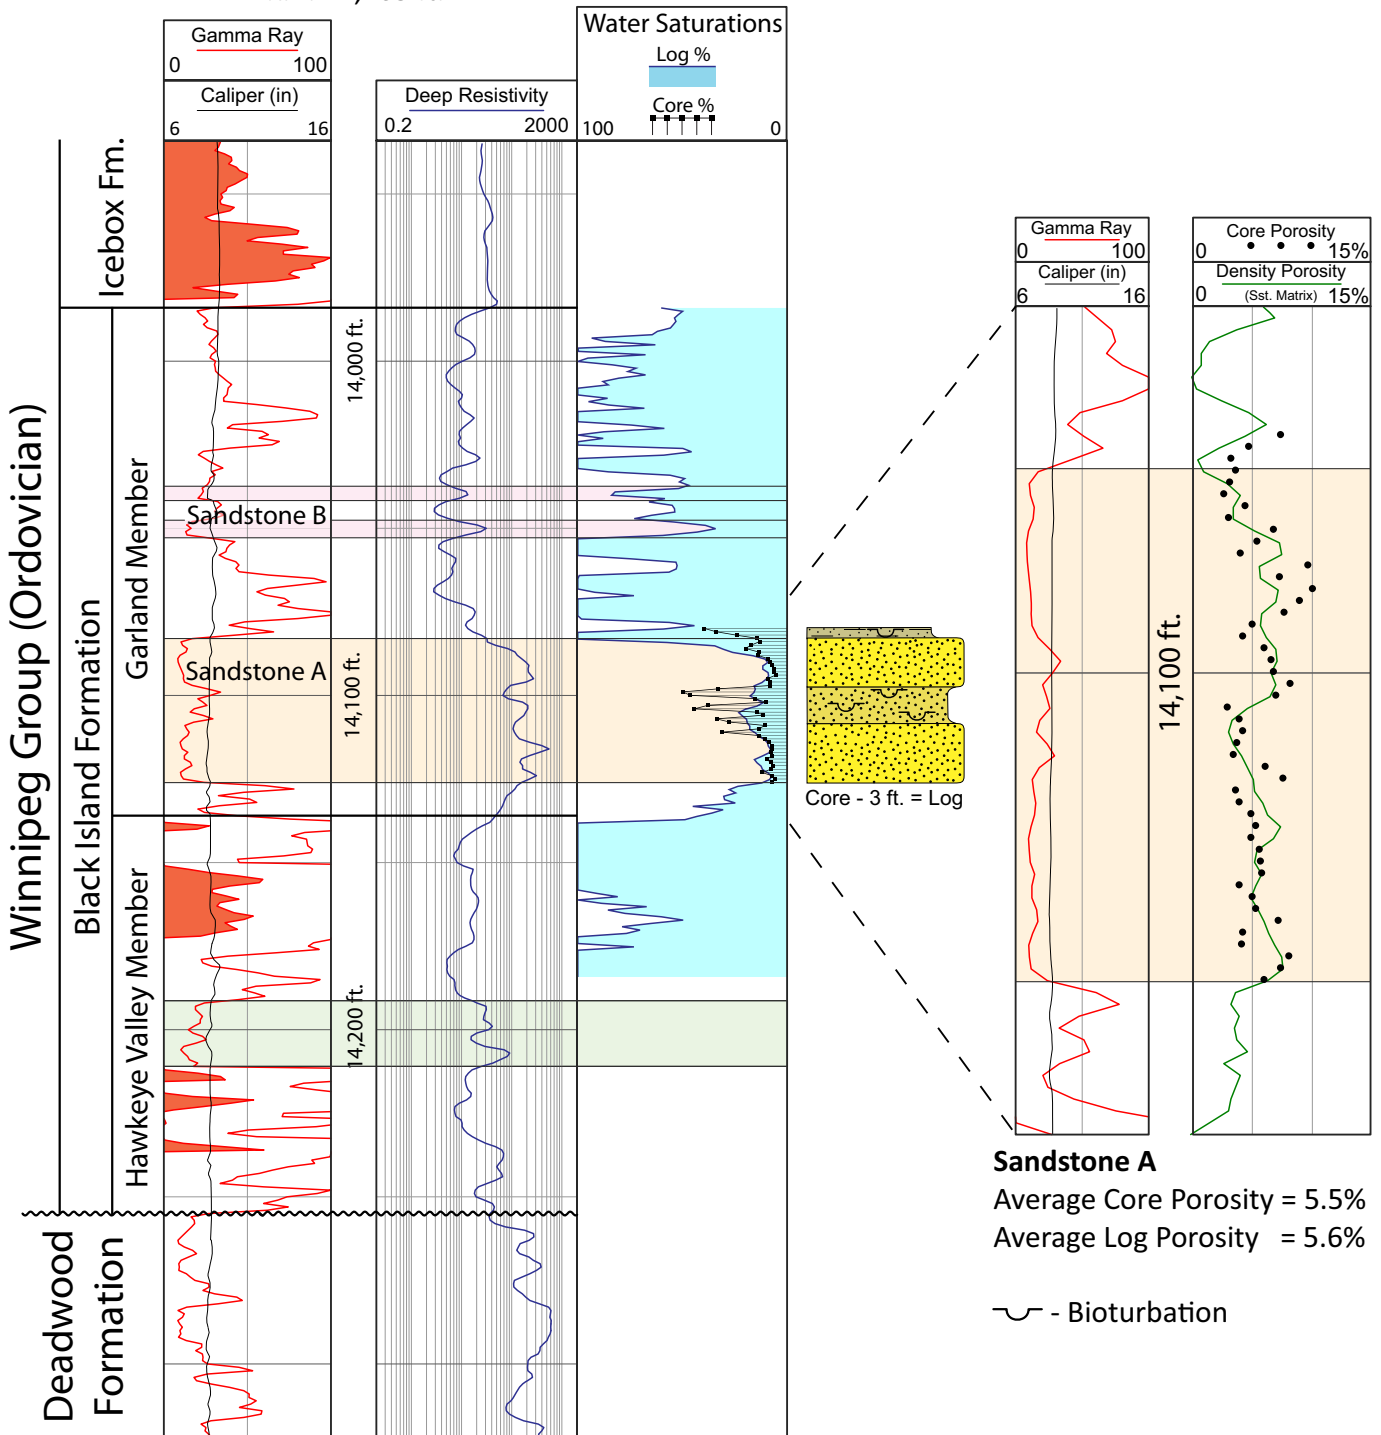 Gamma Ray
0 100
Caliper (in)
6 16
Deep Resistivity
0.2 2000
Water Saturations
Log %
Core %
100 0
Winnipeg Group (Ordovician)
Icebox Fm.
Black Island Formation
Garland Member
Hawkeye Valley Member
Deadwood
Formation
14,000 ft.
14,100 ft.
14,200 ft.
Sandstone B
Sandstone A
Core - 3 ft. = Log
Gamma Ray
0 100
Caliper (in)
6 16
Core Porosity
0 15%
Density Porosity
0 (Sst. Matrix) 15%
14,100 ft.
Sandstone A
Average Core Porosity = 5.5%
Average Log Porosity = 5.6%
- Bioturbation